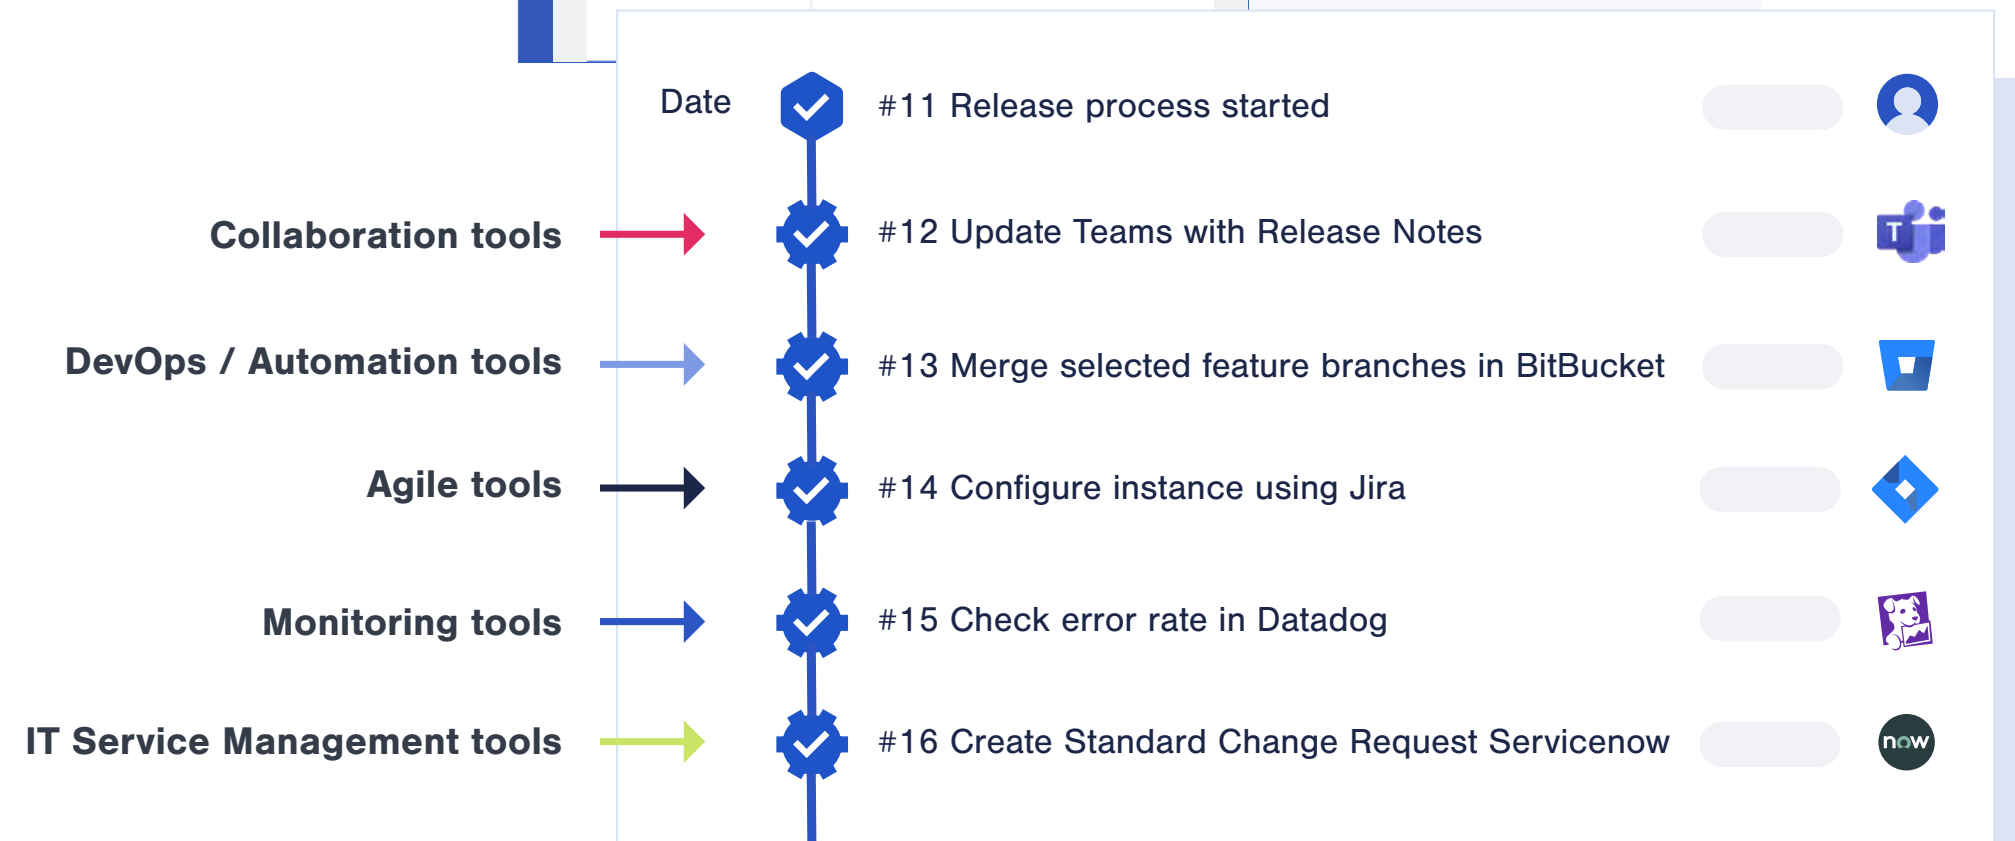 Date
#11 Release process started
Collaboration tools
#12 Update Teams with Release Notes
T
DevOps / Automation tools
#13 Merge selected feature branches in BitBucket
Agile tools
#14 Configure instance using Jira
Monitoring tools
#15 Check error rate in Datadog
IT Service Management tools
#16 Create Standard Change Request Servicenow
now